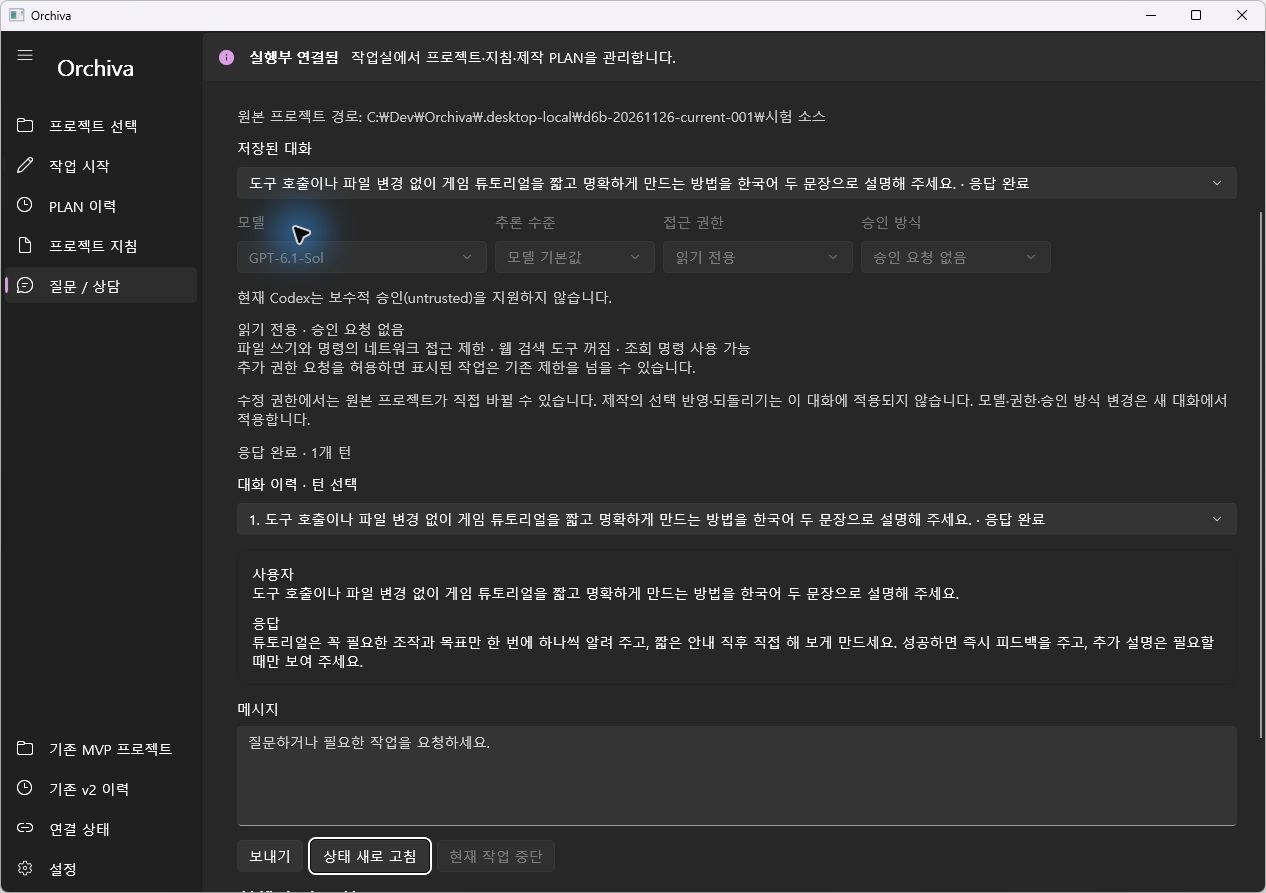 Orchiva
Orchiva
프로젝트 선택
작업 시작
PLAN 이력
프로젝트 지침
질문 / 상담
기존 MVP 프로젝트
기존 v2 이력
연결 상태
설정
실행부 연결됨 작업실에서 프로젝트·지침·제작 PLAN을 관리합니다.
원본 프로젝트 경로: C:₩Dev₩Orchiva₩.desktop-local₩d6b-20261126-current-001₩시험 소스
저장된 대화
도구 호출이나 파일 변경 없이 게임 튜토리얼을 짧고 명확하게 만드는 방법을 한국어 두 문장으로 설명해 주세요. · 응답 완료
모델 추론 수준 접근 권한 승인 방식
GPT-6.1-Sol 모델 기본값 읽기 전용 승인 요청 없음
현재 Codex는 보수적 승인(untrusted)을 지원하지 않습니다.
읽기 전용 · 승인 요청 없음
파일 쓰기와 명령의 네트워크 접근 제한 · 웹 검색 도구 꺼짐 · 조회 명령 사용 가능
추가 권한 요청을 허용하면 표시된 작업은 기존 제한을 넘을 수 있습니다.
수정 권한에서는 원본 프로젝트가 직접 바뀔 수 있습니다. 제작의 선택 반영·되돌리기는 이 대화에 적용되지 않습니다. 모델·권한·승인 방식 변경은 새 대화에서
적용합니다.
응답 완료 · 1개 턴
대화 이력 · 턴 선택
1. 도구 호출이나 파일 변경 없이 게임 튜토리얼을 짧고 명확하게 만드는 방법을 한국어 두 문장으로 설명해 주세요. · 응답 완료
사용자
도구 호출이나 파일 변경 없이 게임 튜토리얼을 짧고 명확하게 만드는 방법을 한국어 두 문장으로 설명해 주세요.
응답
튜토리얼은 꼭 필요한 조작과 목표만 한 번에 하나씩 알려 주고, 짧은 안내 직후 직접 해 보게 만드세요. 성공하면 즉시 피드백을 주고, 추가 설명은 필요할
때만 보여 주세요.
메시지
질문하거나 필요한 작업을 요청하세요.
보내기 상태 새로 고침 현재 작업 중단